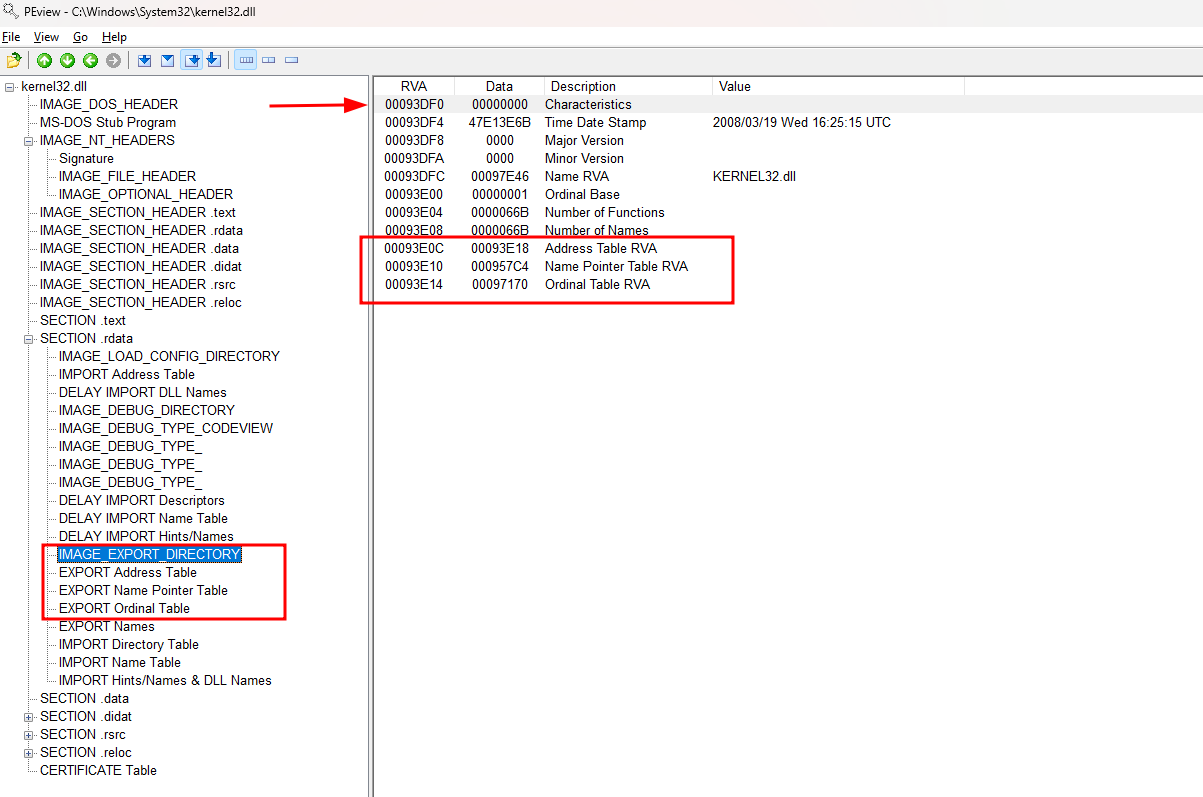 PEview - C:\Windows\System32\kernel32.dll
File View Go Help
kernel32.dll
IMAGE_DOS_HEADER
MS-DOS Stub Program
IMAGE_NT_HEADERS
Signature
IMAGE_FILE_HEADER
IMAGE_OPTIONAL_HEADER
IMAGE_SECTION_HEADER .text
IMAGE_SECTION_HEADER .rdata
IMAGE_SECTION_HEADER .data
IMAGE_SECTION_HEADER .didat
IMAGE_SECTION_HEADER .rsrc
IMAGE_SECTION_HEADER .reloc
SECTION .text
SECTION .rdata
IMAGE_LOAD_CONFIG_DIRECTORY
IMPORT Address Table
DELAY IMPORT DLL Names
IMAGE_DEBUG_DIRECTORY
IMAGE_DEBUG_TYPE_CODEVIEW
IMAGE_DEBUG_TYPE_
IMAGE_DEBUG_TYPE_
IMAGE_DEBUG_TYPE_
DELAY IMPORT Descriptors
DELAY IMPORT Name Table
DELAY IMPORT Hints/Names
IMAGE_EXPORT_DIRECTORY
EXPORT Address Table
EXPORT Name Pointer Table
EXPORT Ordinal Table
EXPORT Names
IMPORT Directory Table
IMPORT Name Table
IMPORT Hints/Names & DLL Names
SECTION .data
SECTION .didat
SECTION .rsrc
SECTION .reloc
CERTIFICATE Table
RVA Data Description Value
00093DF0 00000000 Characteristics
00093DF4 47E13E6B Time Date Stamp 2008/03/19 Wed 16:25:15 UTC
00093DF8 0000 Major Version
00093DFA 0000 Minor Version
00093DFC 00097E46 Name RVA KERNEL32.dll
00093E00 00000001 Ordinal Base
00093E04 0000066B Number of Functions
00093E08 0000066B Number of Names
00093E0C 00093E18 Address Table RVA
00093E10 000957C4 Name Pointer Table RVA
00093E14 00097170 Ordinal Table RVA